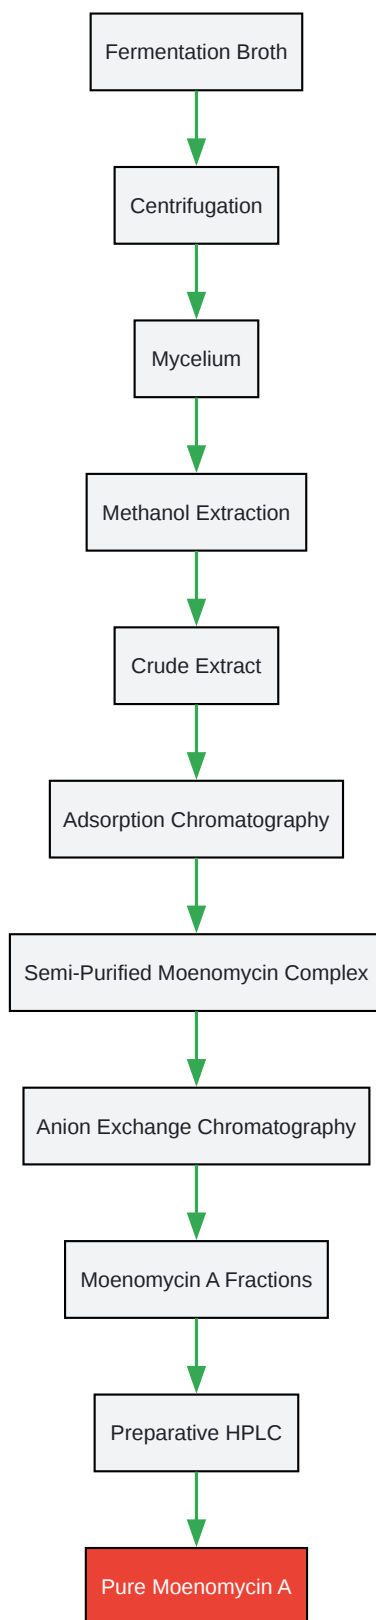 Fermentation Broth
Centrifugation
Mycelium
Methanol Extraction
Crude Extract
Adsorption Chromatography
Semi-Purified Moenomycin Complex
Anion Exchange Chromatography
Moenomycin A Fractions
Preparative HPLC
Pure Moenomycin A